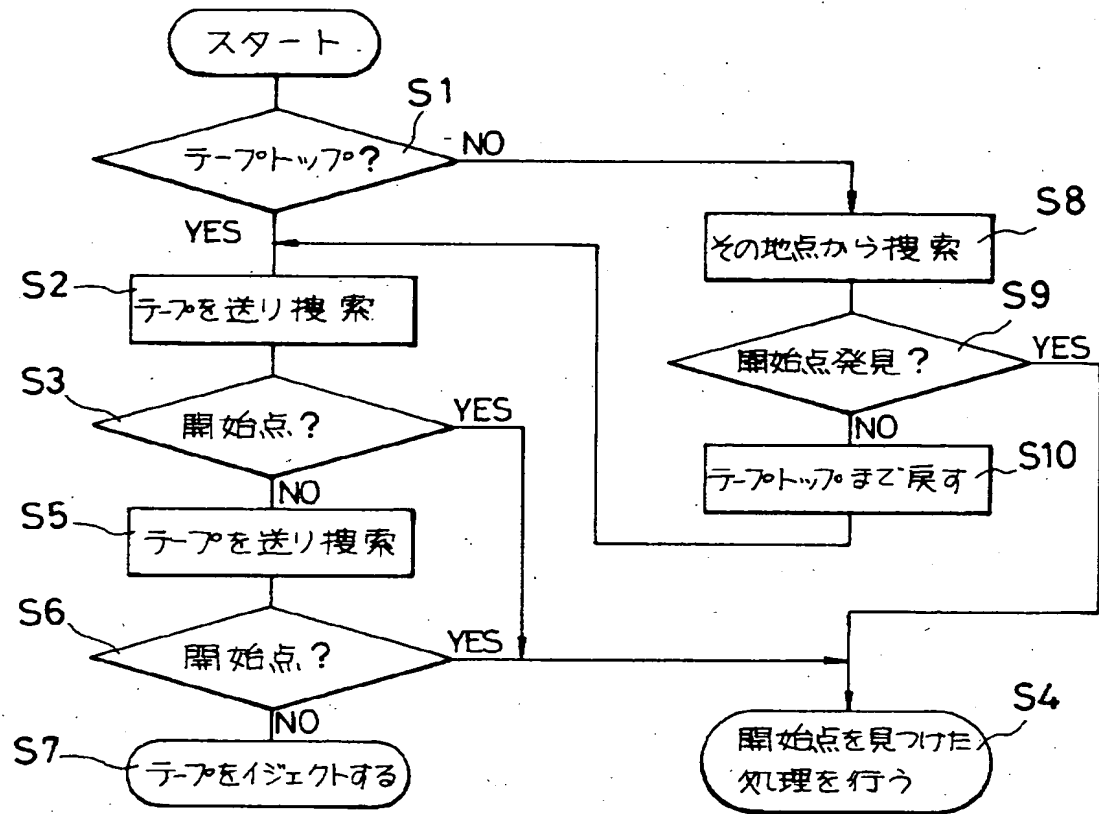 スタート
S1
テープトップ?
NO
YES
S8
その地点から捜索
S2
テープを送り捜索
S9
開始点発見?
YES
S3
開始点?
YES
NO
NO
S10
テープトップまで戻す
S5
テープを送り捜索
S6
開始点?
YES
NO
S4
開始点を見つけた
処理を行う
S7
テープをイジェクトする